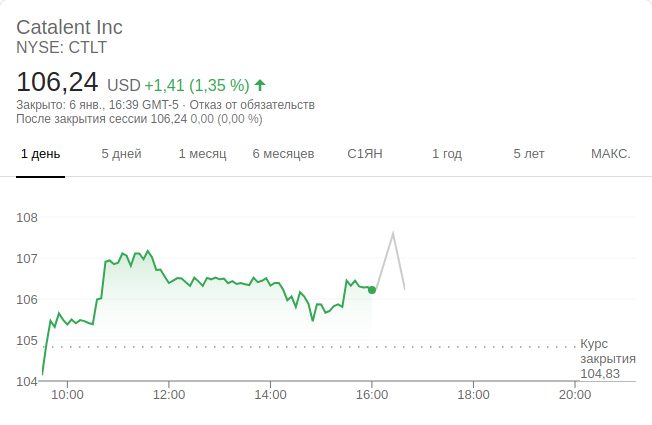 Catalent Inc
NYSE: CTLT
106,24 USD +1,41 (1,35 %)
Закрыто: 6 янв., 16:39 GMT-5 · Отказ от обязательств
После закрытия сессии 106,24 0,00 (0,00 %)
1 день 5 дней 1 месяц 6 месяцев С1ЯН 1 год 5 лет МАКС.
108
107
106
105
104
Курс
закрытия
104,83
10:00 12:00 14:00 16:00 18:00 20:00